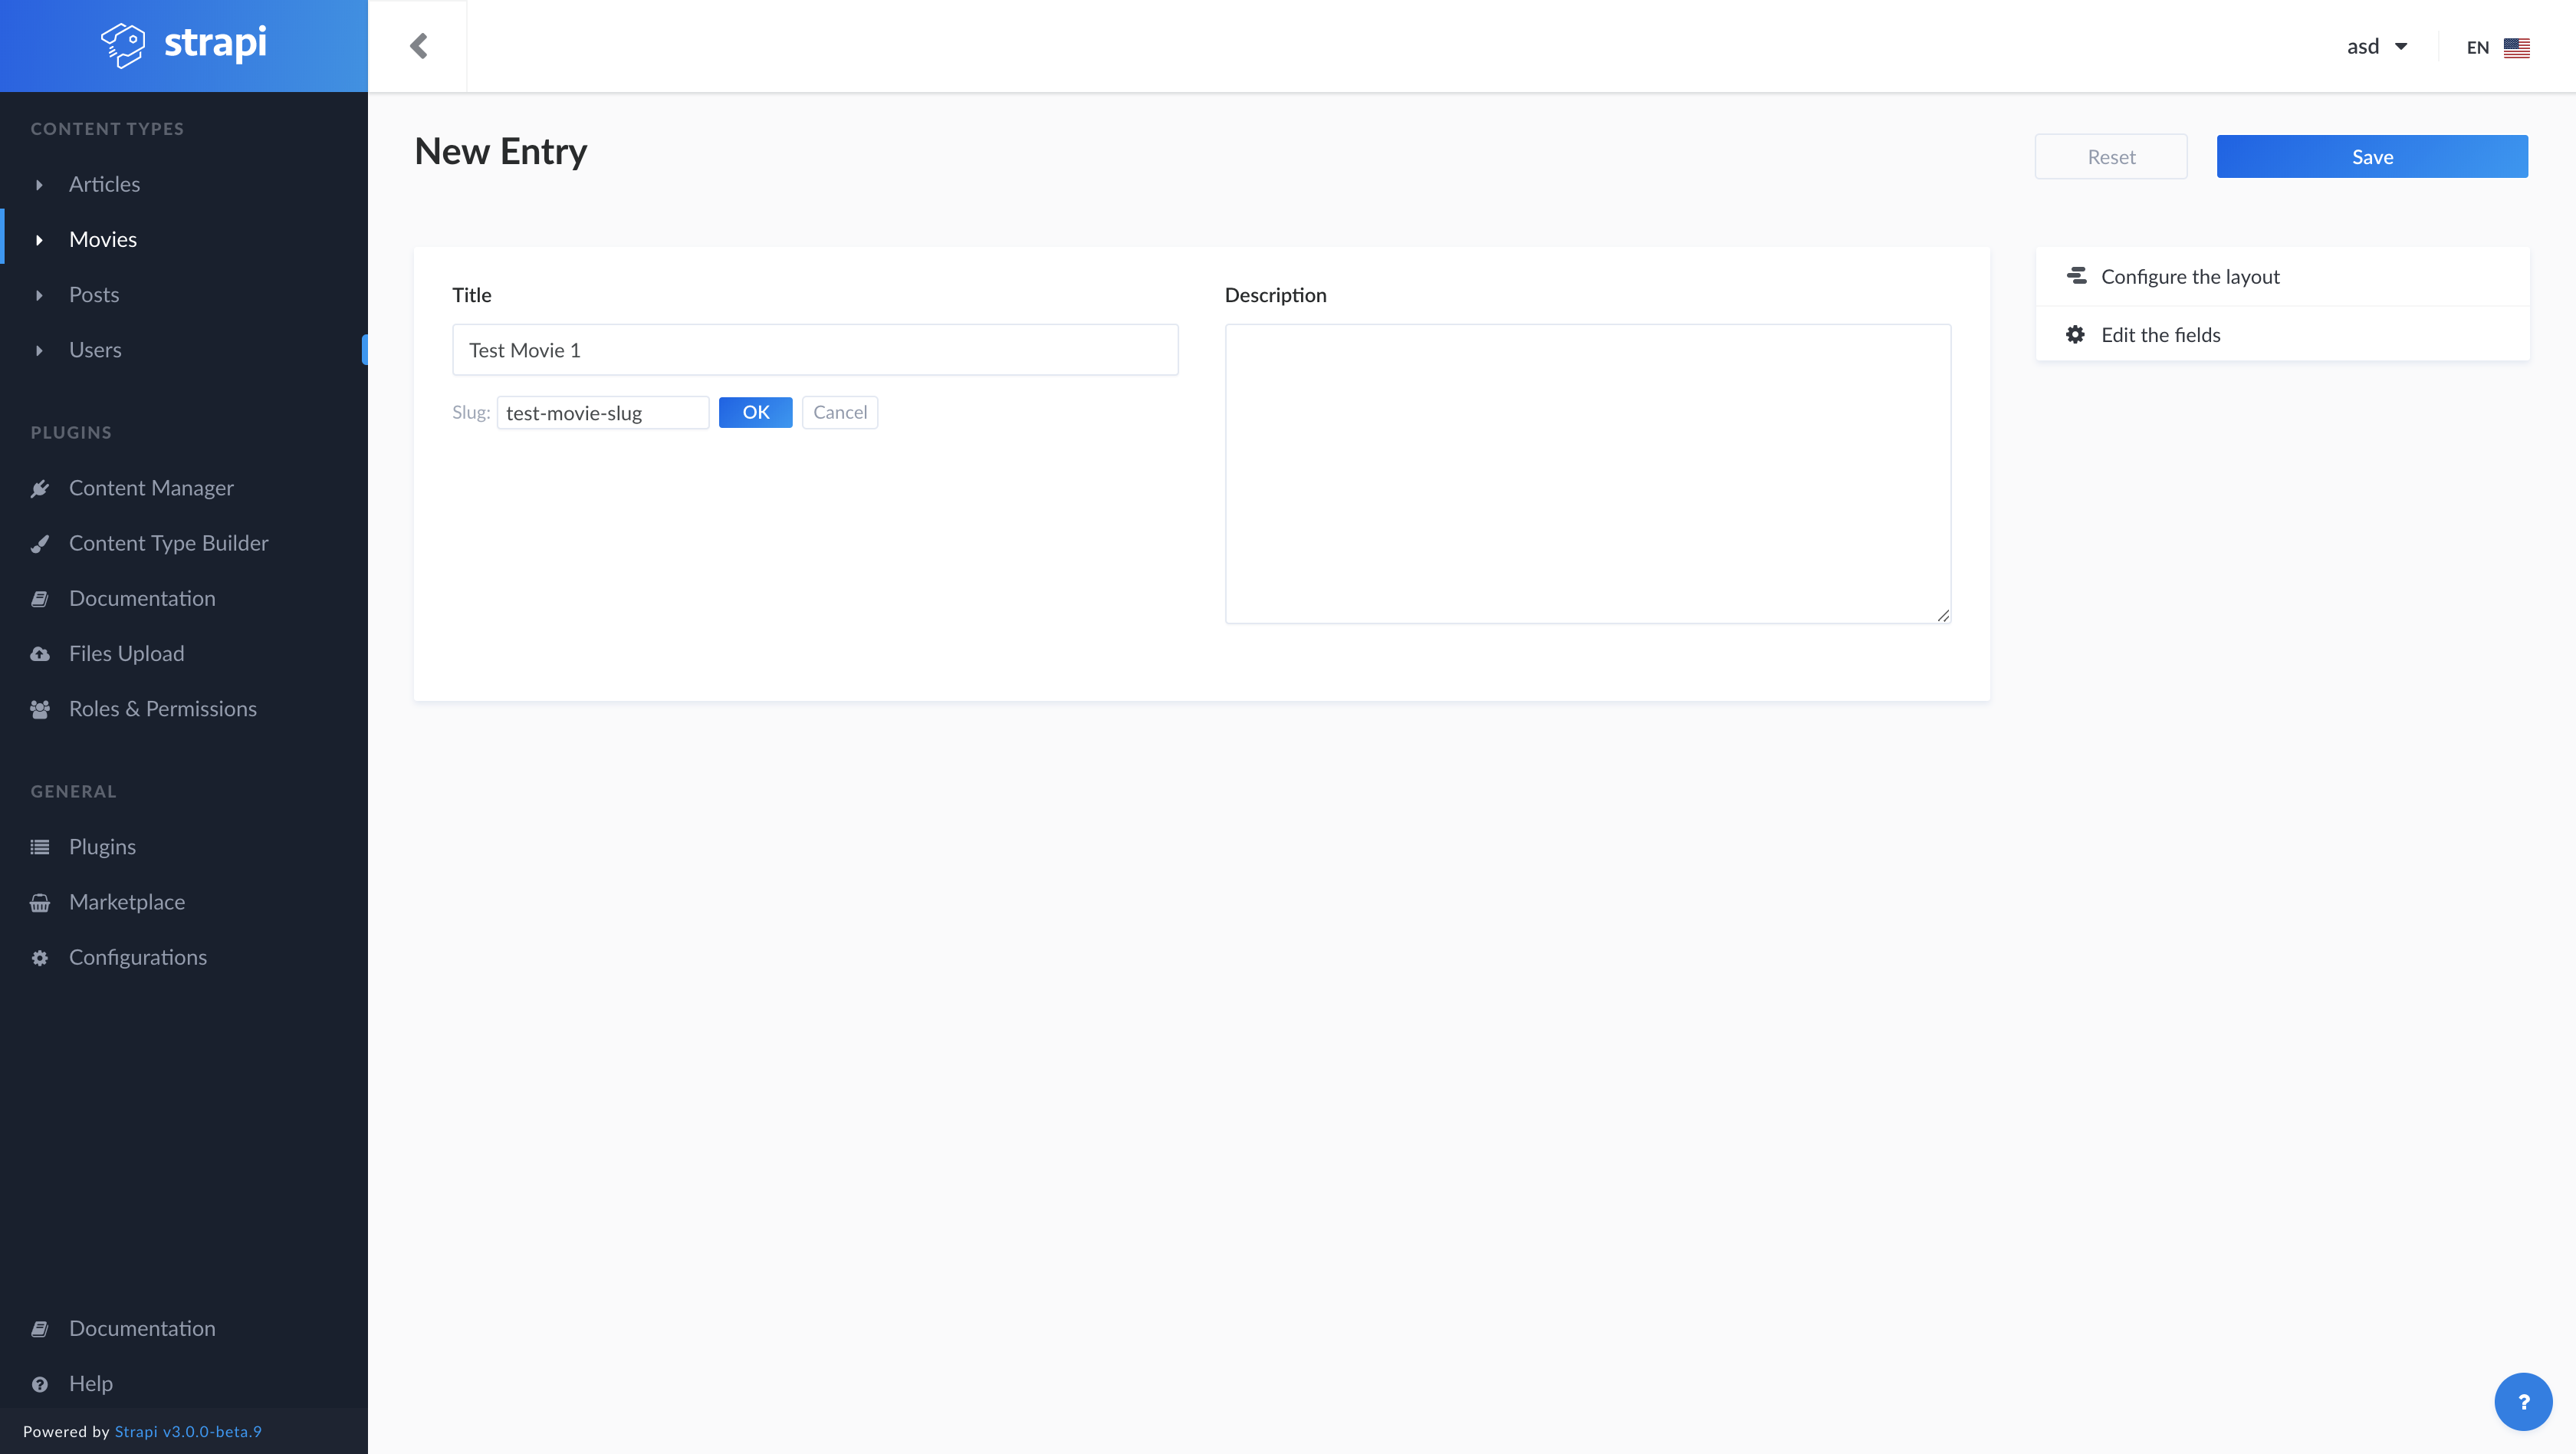 strapi
asd
EN
CONTENT TYPES
Articles
Movies
Posts
Users
PLUGINS
Content Manager
Content Type Builder
Documentation
Files Upload
Roles & Permissions
GENERAL
Plugins
Marketplace
Configurations
Documentation
Help
Powered by Strapi v3.0.0-beta.9
New Entry
Reset
Save
Title
Test Movie 1
Slug: test-movie-slug OK Cancel
Description
Configure the layout
Edit the fields
?